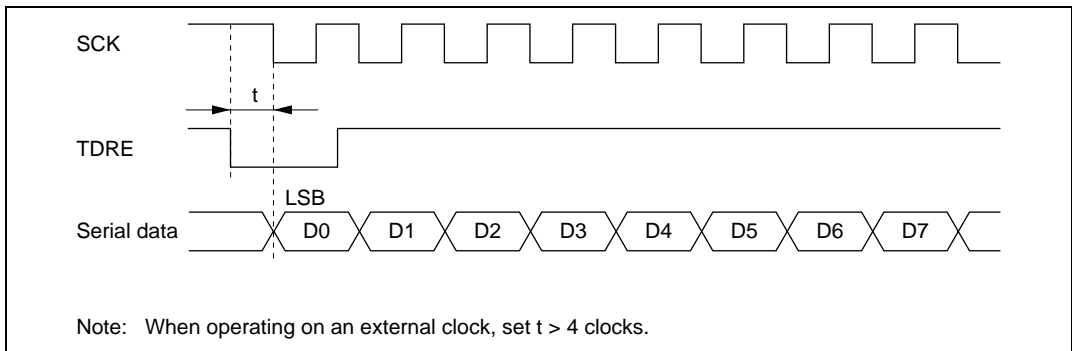 SCK
t
TDRE
LSB
Serial data D0 D1 D2 D3 D4 D5 D6 D7
Note: When operating on an external clock, set t > 4 clocks.